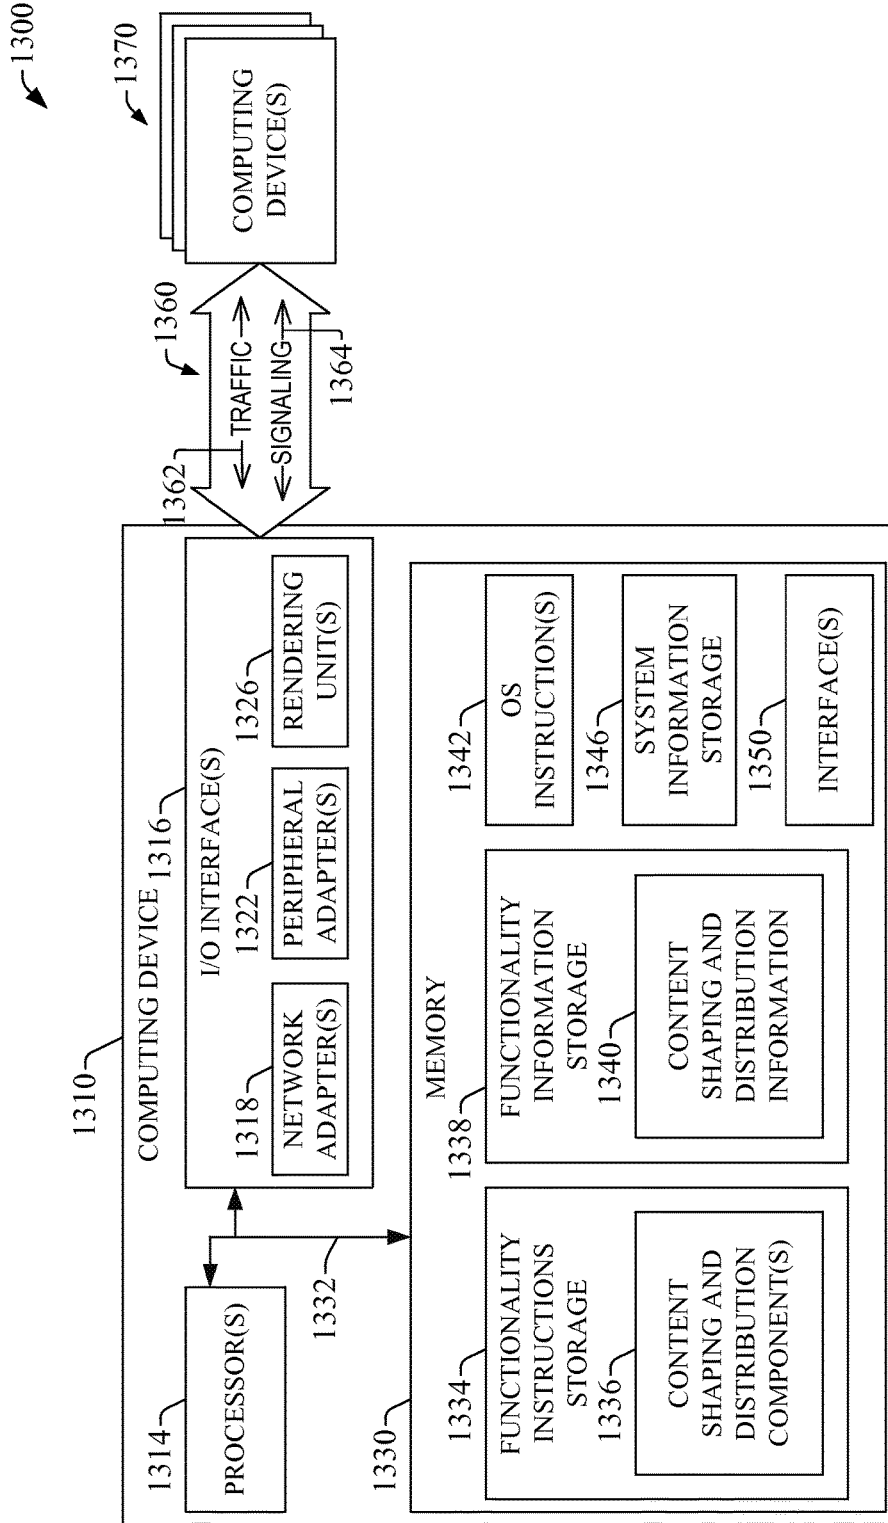 1300
1310
COMPUTING DEVICE
1314
PROCESSOR(S)
1332
1316
I/O INTERFACE(S)
1318
NETWORK
ADAPTER(S)
1322
PERIPHERAL
ADAPTER(S)
1326
RENDERING
UNIT(S)
1360
1362
TRAFFIC
SIGNALING
1364
1370
COMPUTING
DEVICE(S)
1330
MEMORY
1334
FUNCTIONALITY
INSTRUCTIONS
STORAGE
1336
CONTENT
SHAPING AND
DISTRIBUTION
COMPONENT(S)
1338
FUNCTIONALITY
INFORMATION
STORAGE
1340
CONTENT
SHAPING AND
DISTRIBUTION
INFORMATION
1342
OS
INSTRUCTION(S)
1346
SYSTEM
INFORMATION
STORAGE
1350
INTERFACE(S)